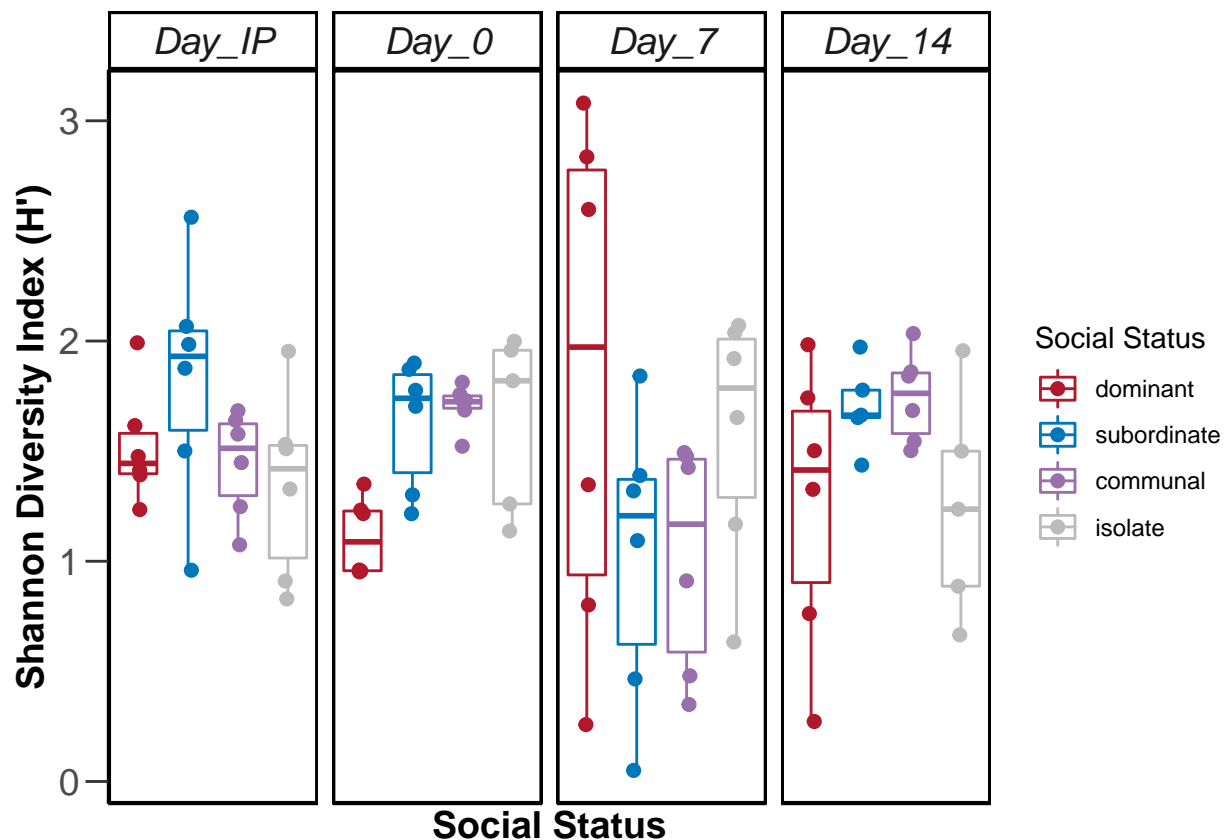 Day_IP
Day_0
Day_7
Day_14
Shannon Diversity Index (H')
3
2
1
0
Social Status
Social Status
dominant
subordinate
communal
isolate